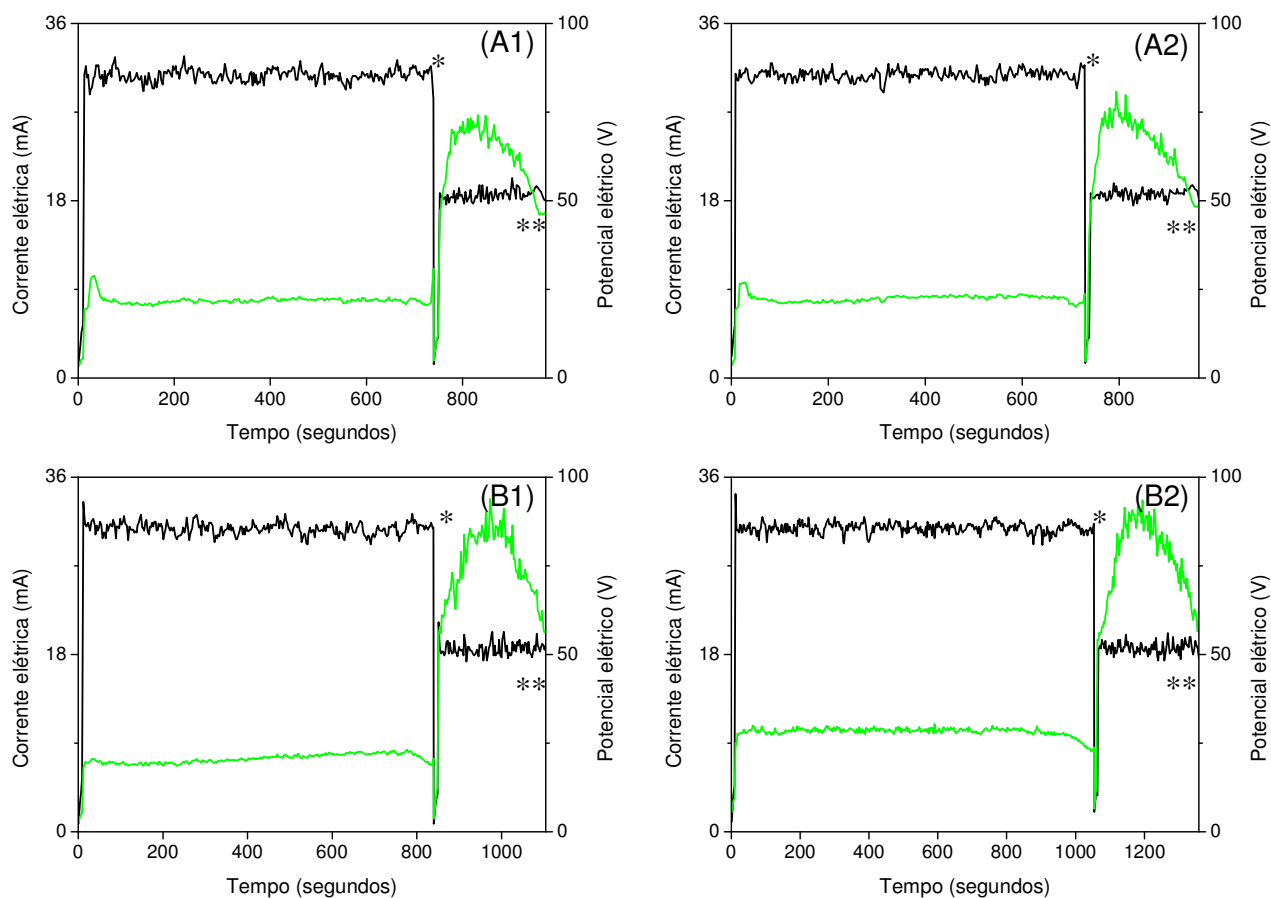 36
100
(A1)
*
Corrente elétrica (mA)
18
50
Potencial elétrico (V)
**
0
0
0 200 400 600 800
Tempo (segundos)
36
100
(A2)
*
Corrente elétrica (mA)
18
50
Potencial elétrico (V)
**
0
0
0 200 400 600 800
Tempo (segundos)
36
100
(B1)
*
Corrente elétrica (mA)
18
50
Potencial elétrico (V)
**
0
0
0 200 400 600 800 1000
Tempo (segundos)
36
100
(B2)
*
Corrente elétrica (mA)
18
50
Potencial elétrico (V)
**
0
0
0 200 400 600 800 1000 1200
Tempo (segundos)